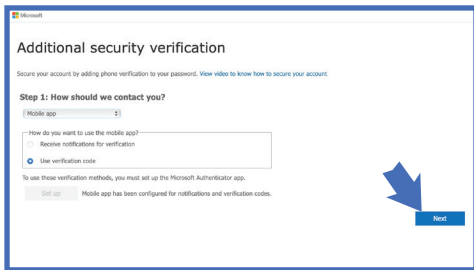 Microsoft
Additional security verification
Secure your account by adding phone verification to your password. View video to know how to secure your account
Step 1: How should we contact you?
Mobile app
How do you want to use the mobile app?
Receive notifications for verification
Use verification code
To use these verification methods, you must set up the Microsoft Authenticator app.
Set up Mobile app has been configured for notifications and verification codes.
Next